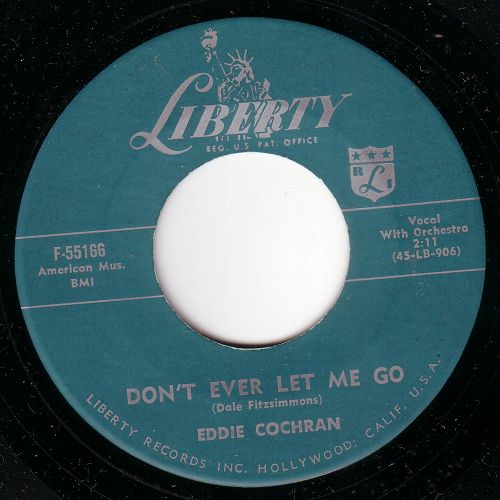 LIBERTY
REG. U.S. PAT. OFFICE
R L I
F-55166
American Mus.
BMI
Vocal
With Orchestra
2:11
(45-LB-906)
DON'T EVER LET ME GO
(Dale Fitzsimmons)
EDDIE COCHRAN
LIBERTY RECORDS INC. HOLLYWOOD, CALIF. U.S.A.